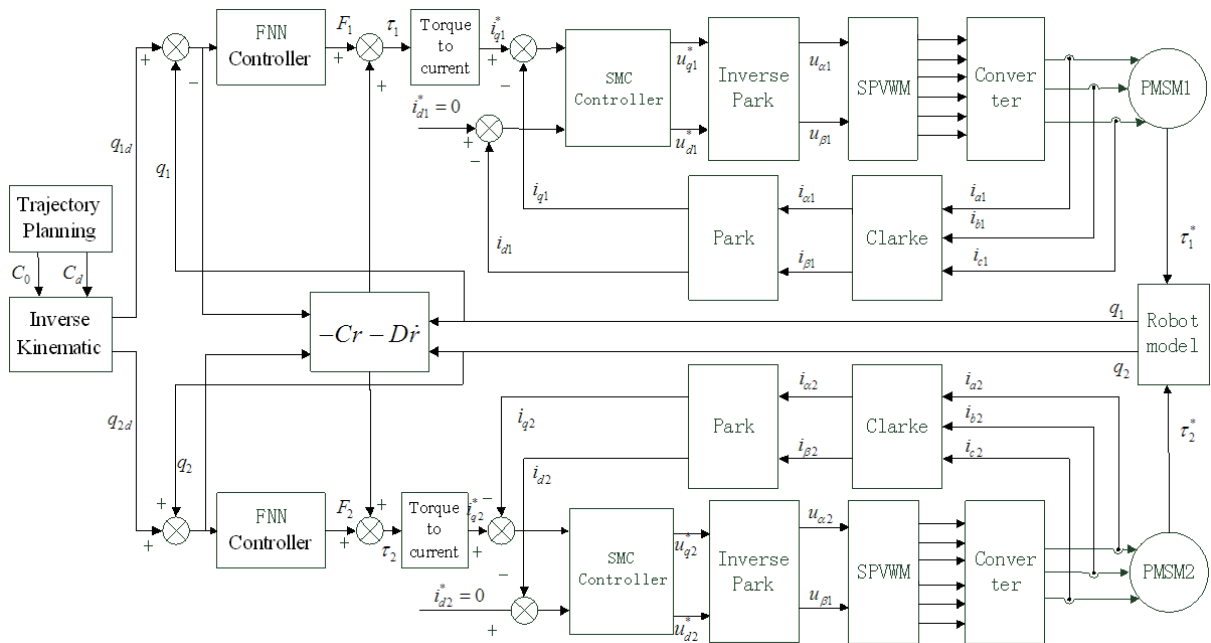 FNN
Controller
F₁
τ₁
Torque
to
current
i*q1
SMC
Controller
u*q1
u*d1
Inverse
Park
uα1
uβ1
SPVWM
Conver
ter
PMSM1
+
−
+
+
+
−
i*d1 = 0
+
−
q1d
q₁
iq1
id1
Park
iα1
iβ1
Clarke
ia1
ib1
ic1
τ*1
Trajectory
Planning
C₀
Cd
Inverse
Kinematic
−Cr − Dṙ
q₁
q₂
Robot
model
q2d
q₂
iq2
id2
Park
iα2
iβ2
Clarke
ia2
ib2
ic2
τ*2
+
+
FNN
Controller
F₂
+
+
τ₂
Torque
to
current
i*q2
−
+
SMC
Controller
u*q2
u*d2
Inverse
Park
uα2
uβ1
SPVWM
Conver
ter
PMSM2
i*d2 = 0
−
+